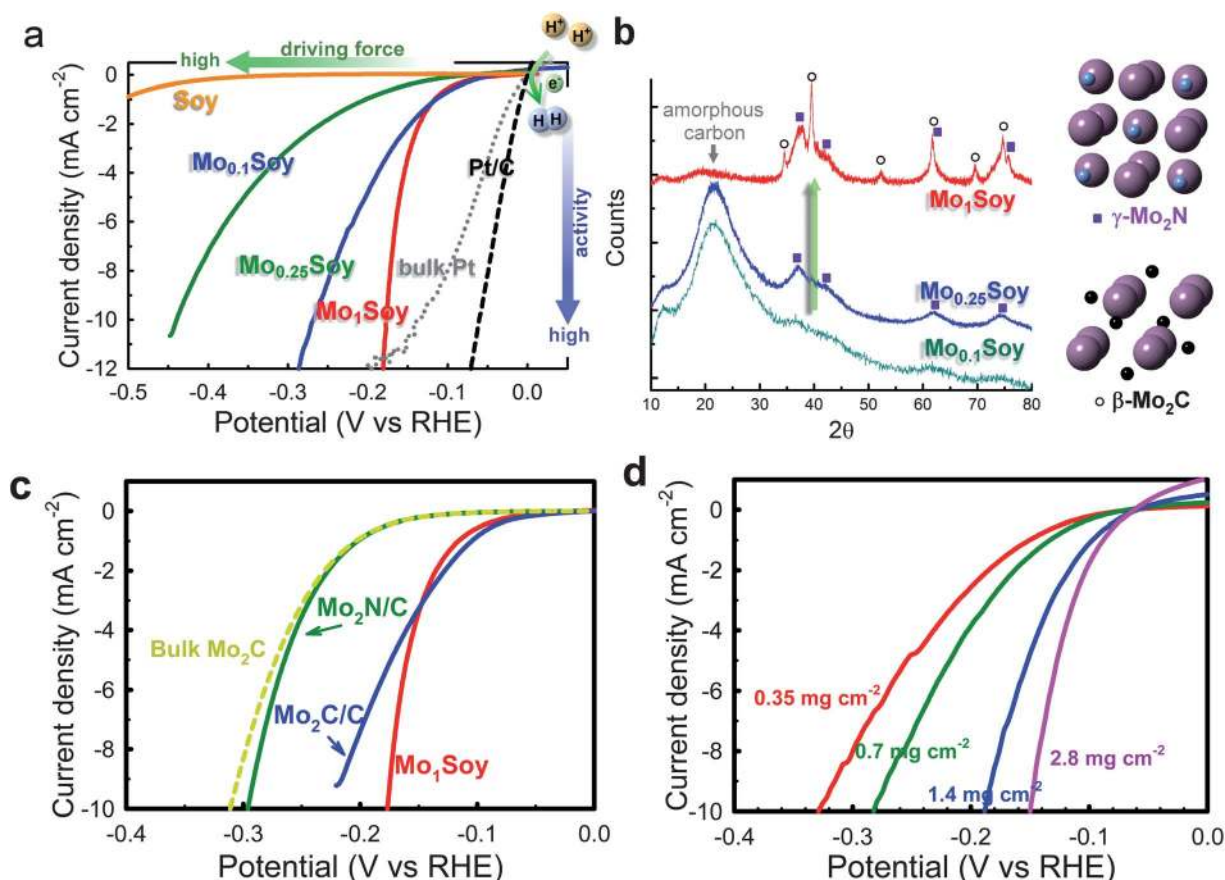 a
H⁺
H⁺
driving force
high
e⁻
H H
0
-2
-4
-6
-8
-10
-12
Soy
Mo₀.₁Soy
Mo₀.₂₅Soy
Mo₁Soy
bulk Pt
Pt/C
activity
high
Current density (mA cm⁻²)
-0.5 -0.4 -0.3 -0.2 -0.1 0.0
Potential (V vs RHE)
b
amorphous
carbon
Mo₁Soy
Mo₀.₂₅Soy
Mo₀.₁Soy
Counts
10 20 30 40 50 60 70 80
2θ
γ-Mo₂N
β-Mo₂C
c
0
-2
-4
-6
-8
-10
Bulk Mo₂C
Mo₂N/C
Mo₂C/C
Mo₁Soy
Current density (mA cm⁻²)
-0.4 -0.3 -0.2 -0.1 0.0
Potential (V vs RHE)
d
0
-2
-4
-6
-8
-10
0.35 mg cm⁻²
0.7 mg cm⁻²
1.4 mg cm⁻²
2.8 mg cm⁻²
Current density (mA cm⁻²)
-0.4 -0.3 -0.2 -0.1 0.0
Potential (V vs RHE)